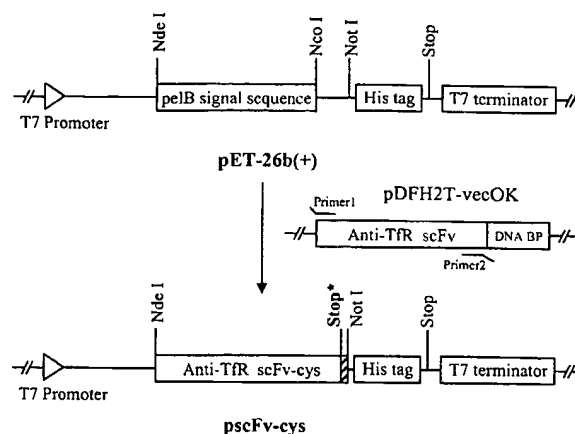 Nde I
Nco I
Not I
Stop
pelB signal sequence
His tag
T7 terminator
T7 Promoter
pET-26b(+)
pDFH2T-vecOK
Primer1
Anti-TfR scFv
DNA BP
Primer2
Nde I
Stop*
Not I
Stop
Anti-TfR scFv-cys
His tag
T7 terminator
T7 Promoter
pscFv-cys